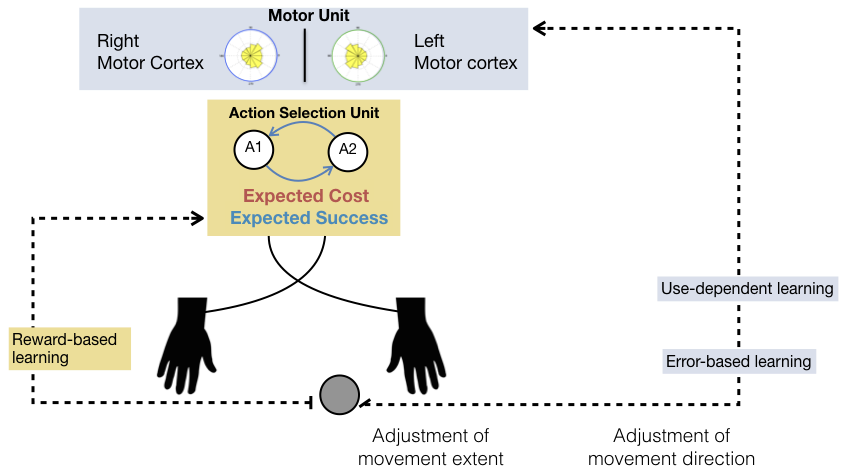 Motor Unit
Right
Motor Cortex
Left
Motor cortex
Action Selection Unit
A1
A2
Expected Cost
Expected Success
Use-dependent learning
Reward-based
learning
Error-based learning
Adjustment of
movement extent
Adjustment of
movement direction